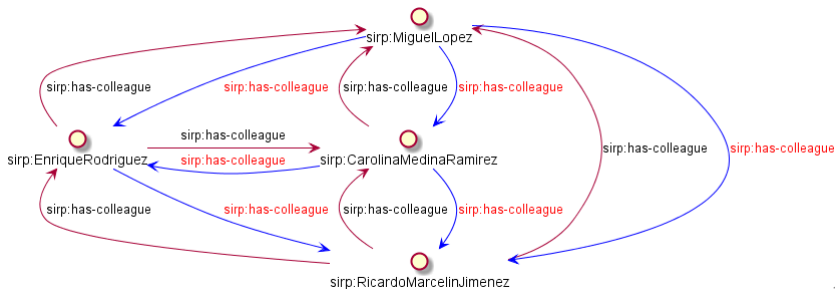 sirp:MiguelLopez
sirp:has-colleague
sirp:has-colleague
sirp:has-colleague
sirp:has-colleague
sirp:has-colleague
sirp:has-colleague
sirp:has-colleague
sirp:has-colleague
sirp:EnriqueRodriguez
sirp:CarolinaMedinaRamirez
sirp:has-colleague
sirp:has-colleague
sirp:has-colleague
sirp:has-colleague
sirp:RicardoMarcelinJimenez